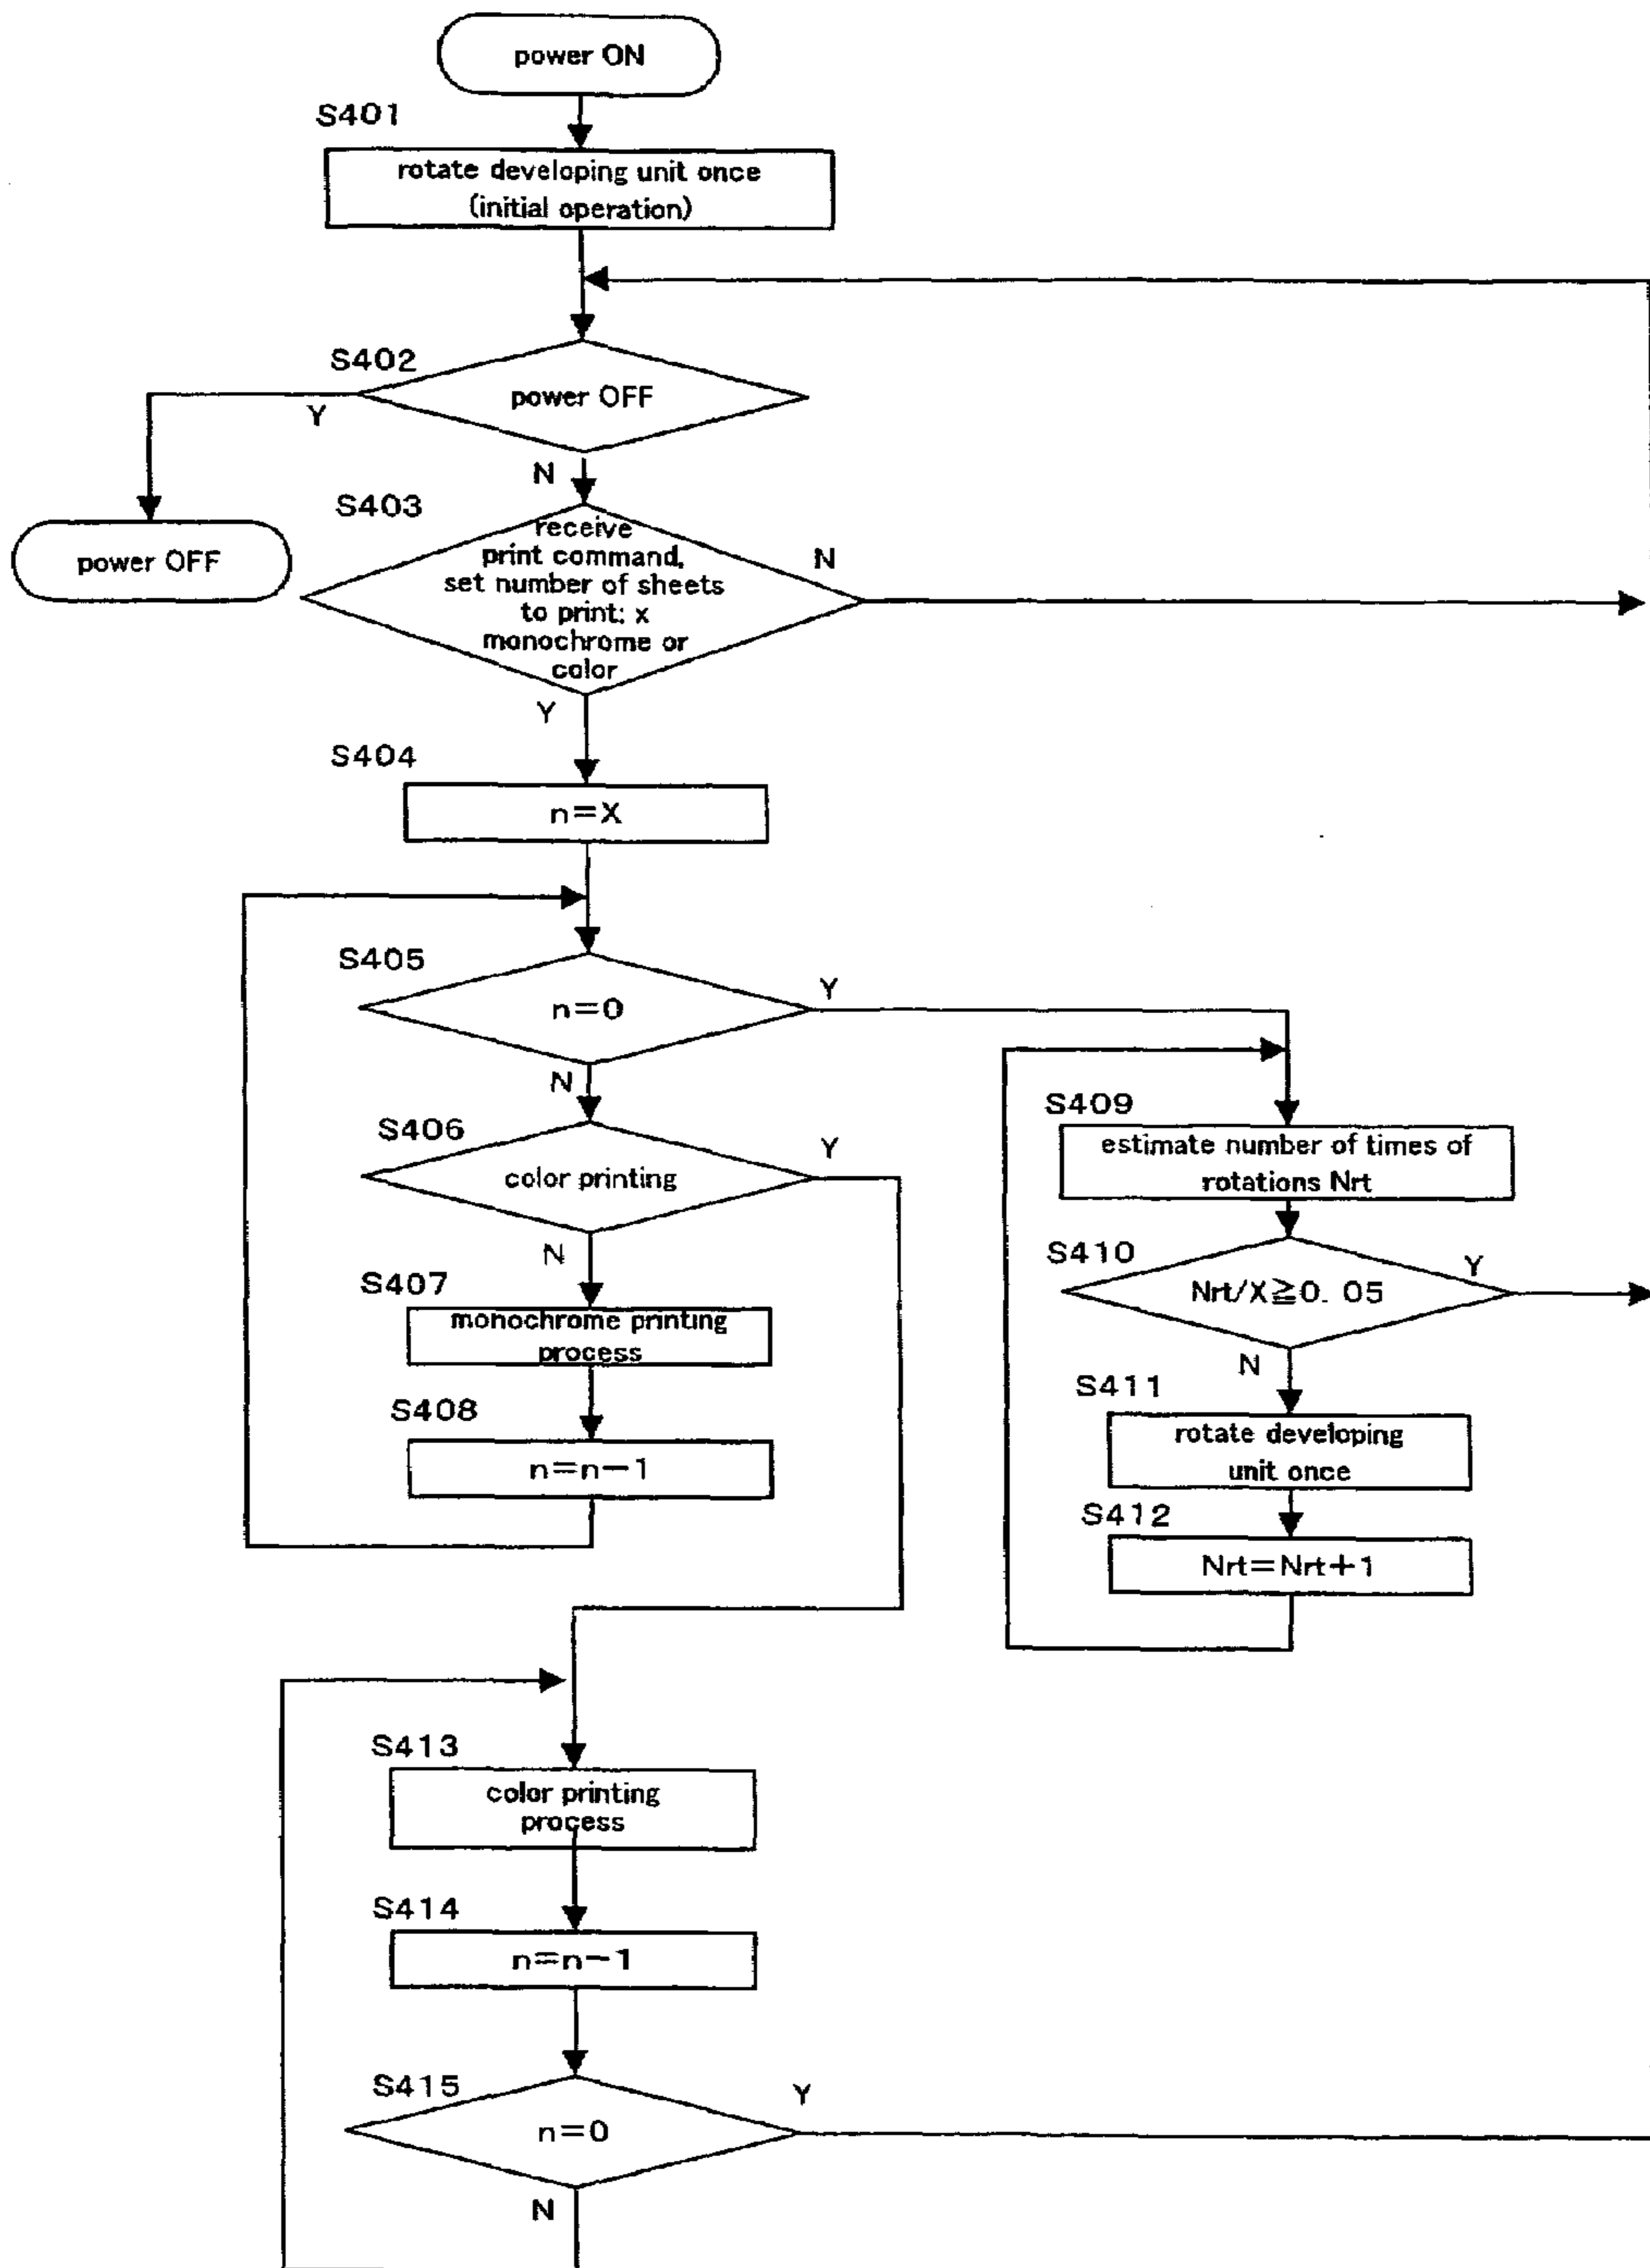 power ON
S401
rotate developing unit once
(initial operation)
S402
power OFF
Y
N
S403
power OFF
receive
print command,
set number of sheets
to print: x
monochrome or
color
N
Y
S404
n=X
S405
n=0
Y
N
S406
color printing
Y
N
S407
monochrome printing
process
S408
n=n-1
S409
estimate number of times of
rotations Nrt
S410
Nrt/X≧0. 05
Y
N
S411
rotate developing
unit once
S412
Nrt=Nrt+1
S413
color printing
process
S414
n=n-1
S415
n=0
Y
N